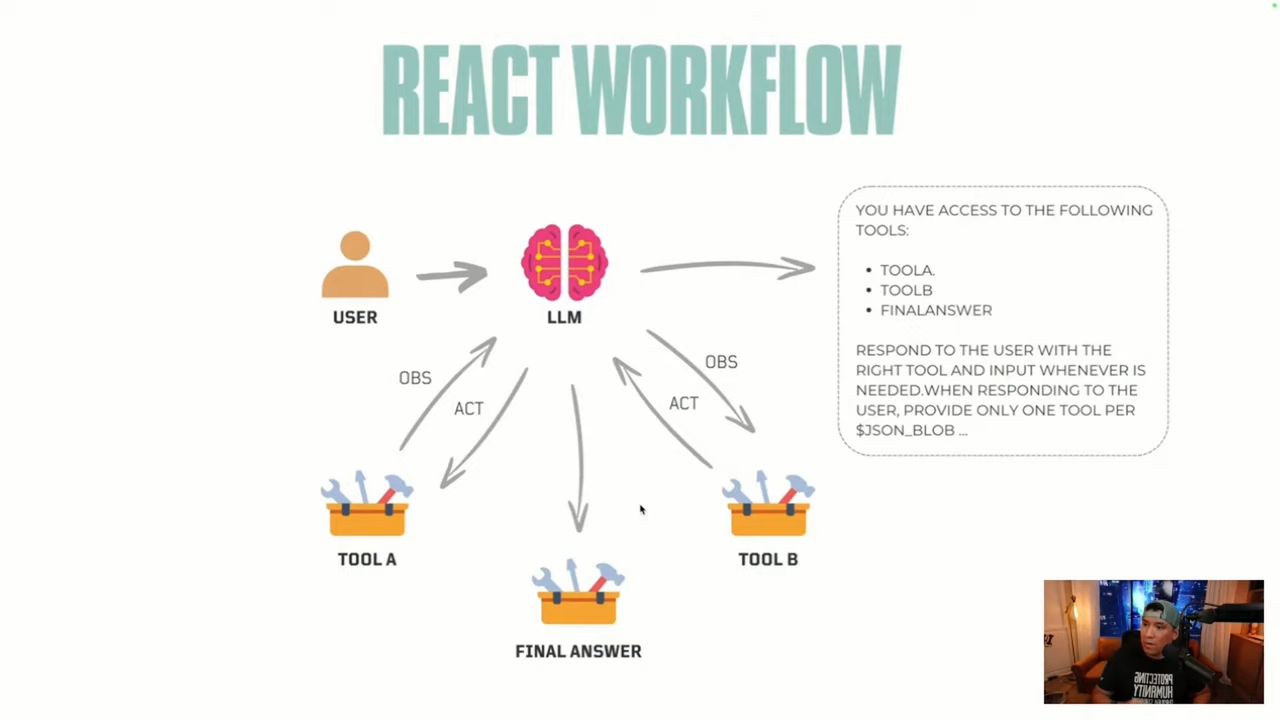 REACT WORKFLOW
YOU HAVE ACCESS TO THE FOLLOWING
TOOLS:
• TOOLA.
• TOOLB
• FINALANSWER
RESPOND TO THE USER WITH THE
RIGHT TOOL AND INPUT WHENEVER IS
NEEDED.WHEN RESPONDING TO THE
USER, PROVIDE ONLY ONE TOOL PER
$JSON_BLOB ...
USER
LLM
OBS
ACT
OBS
ACT
TOOL A
TOOL B
FINAL ANSWER
PROTECTING
HUMANITY